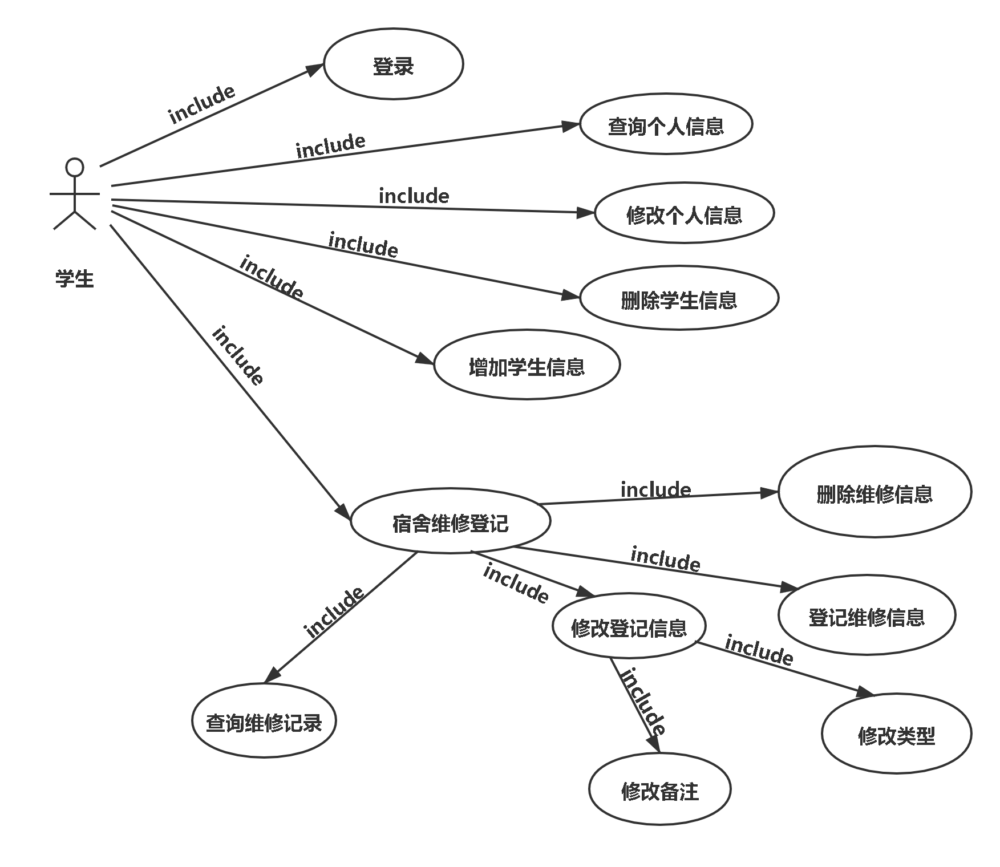 登录
include
查询个人信息
include
include
修改个人信息
学生
include
删除学生信息
include
增加学生信息
include
宿舍维修登记
include
删除维修信息
include
登记维修信息
include
修改登记信息
include
查询维修记录
include
修改类型
include
修改备注